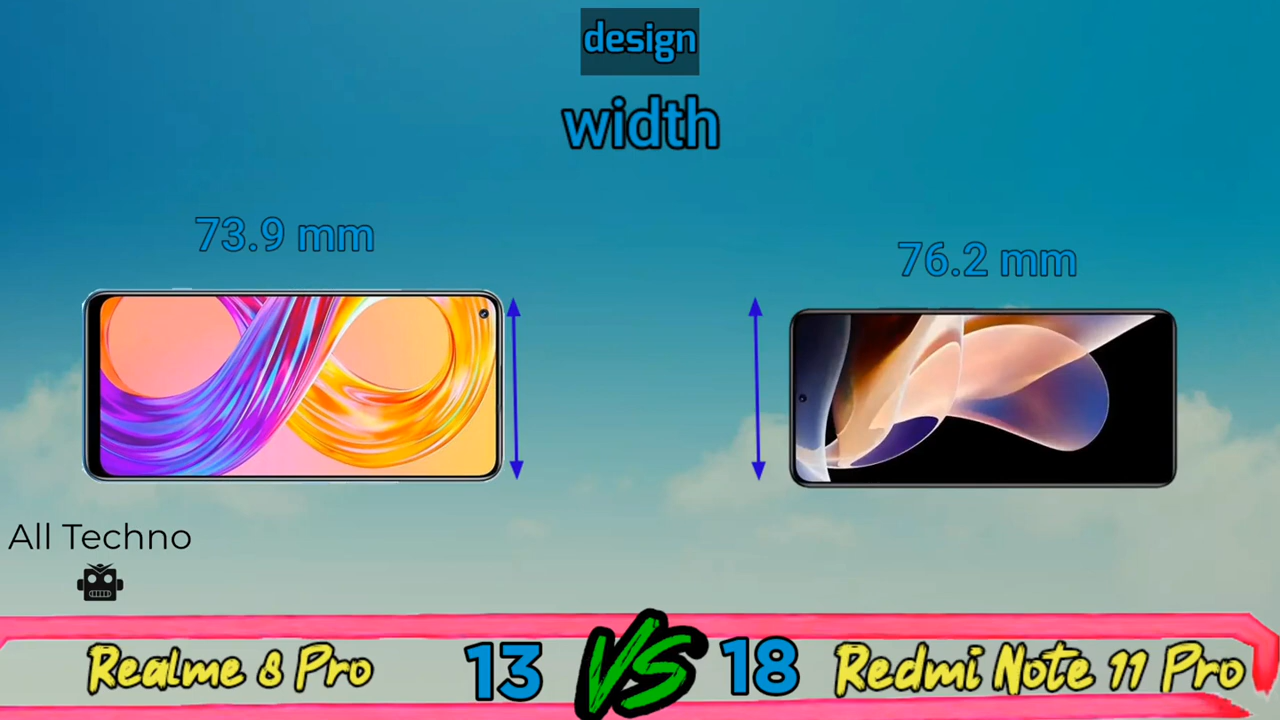 design
width
73.9 mm
76.2 mm
All Techno
Realme 8 Pro 13 VS 18 Redmi Note 11 Pro